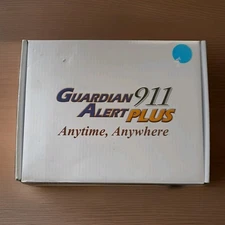 GUARDIAN 911
ALERT PLUS
Anytime, Anywhere